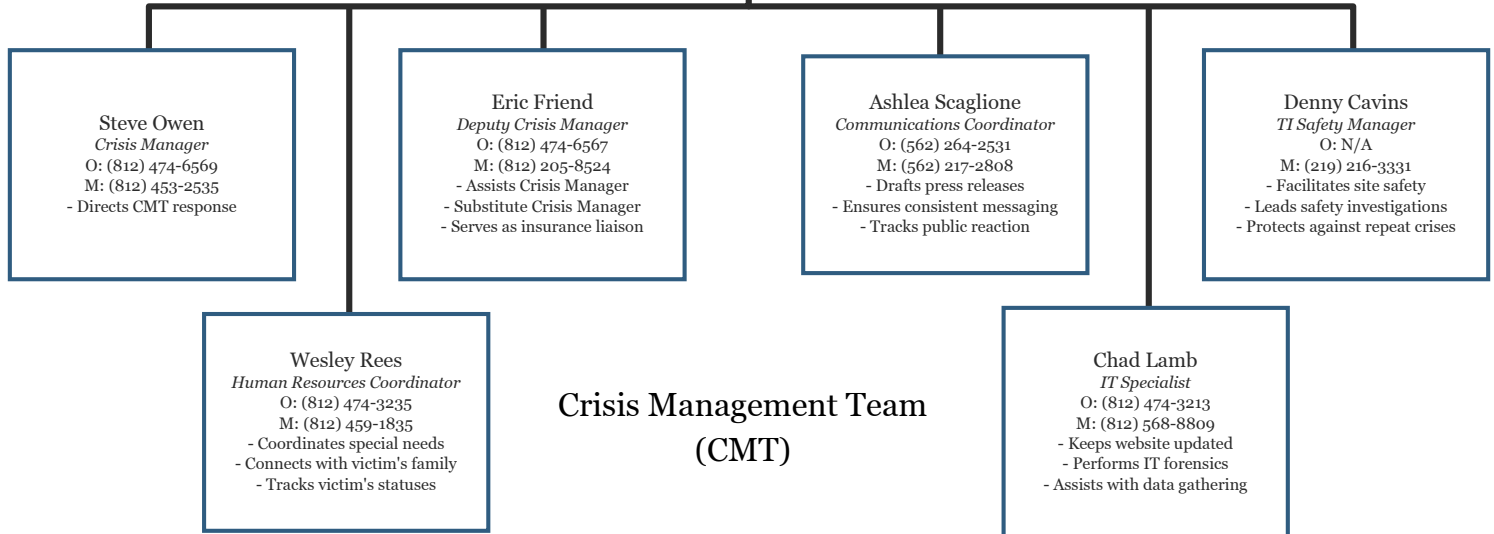 Steve Owen
Crisis Manager
O: (812) 474-6569
M: (812) 453-2535
- Directs CMT response
Eric Friend
Deputy Crisis Manager
O: (812) 474-6567
M: (812) 205-8524
- Assists Crisis Manager
- Substitute Crisis Manager
- Serves as insurance liaison
Ashlea Scaglione
Communications Coordinator
O: (562) 264-2531
M: (562) 217-2808
- Drafts press releases
- Ensures consistent messaging
- Tracks public reaction
Denny Cavins
TI Safety Manager
O: N/A
M: (219) 216-3331
- Facilitates site safety
- Leads safety investigations
- Protects against repeat crises
Wesley Rees
Human Resources Coordinator
O: (812) 474-3235
M: (812) 459-1835
- Coordinates special needs
- Connects with victim's family
- Tracks victim's statuses
Crisis Management Team
(CMT)
Chad Lamb
IT Specialist
O: (812) 474-3213
M: (812) 568-8809
- Keeps website updated
- Performs IT forensics
- Assists with data gathering